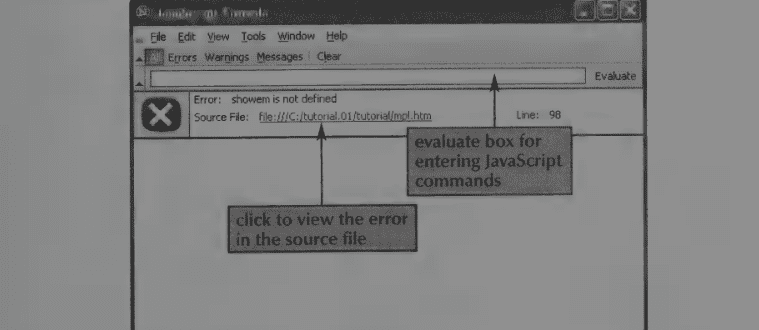 Console
File Edit View Tools Window Help
Errors Warnings Messages Clear
Evaluate
Error: showem is not defined
Source File: file:///C:/tutorial.01/tutorial/mpl.htm Line: 98
evaluate box for
entering JavaScript
commands
click to view the error
in the source file